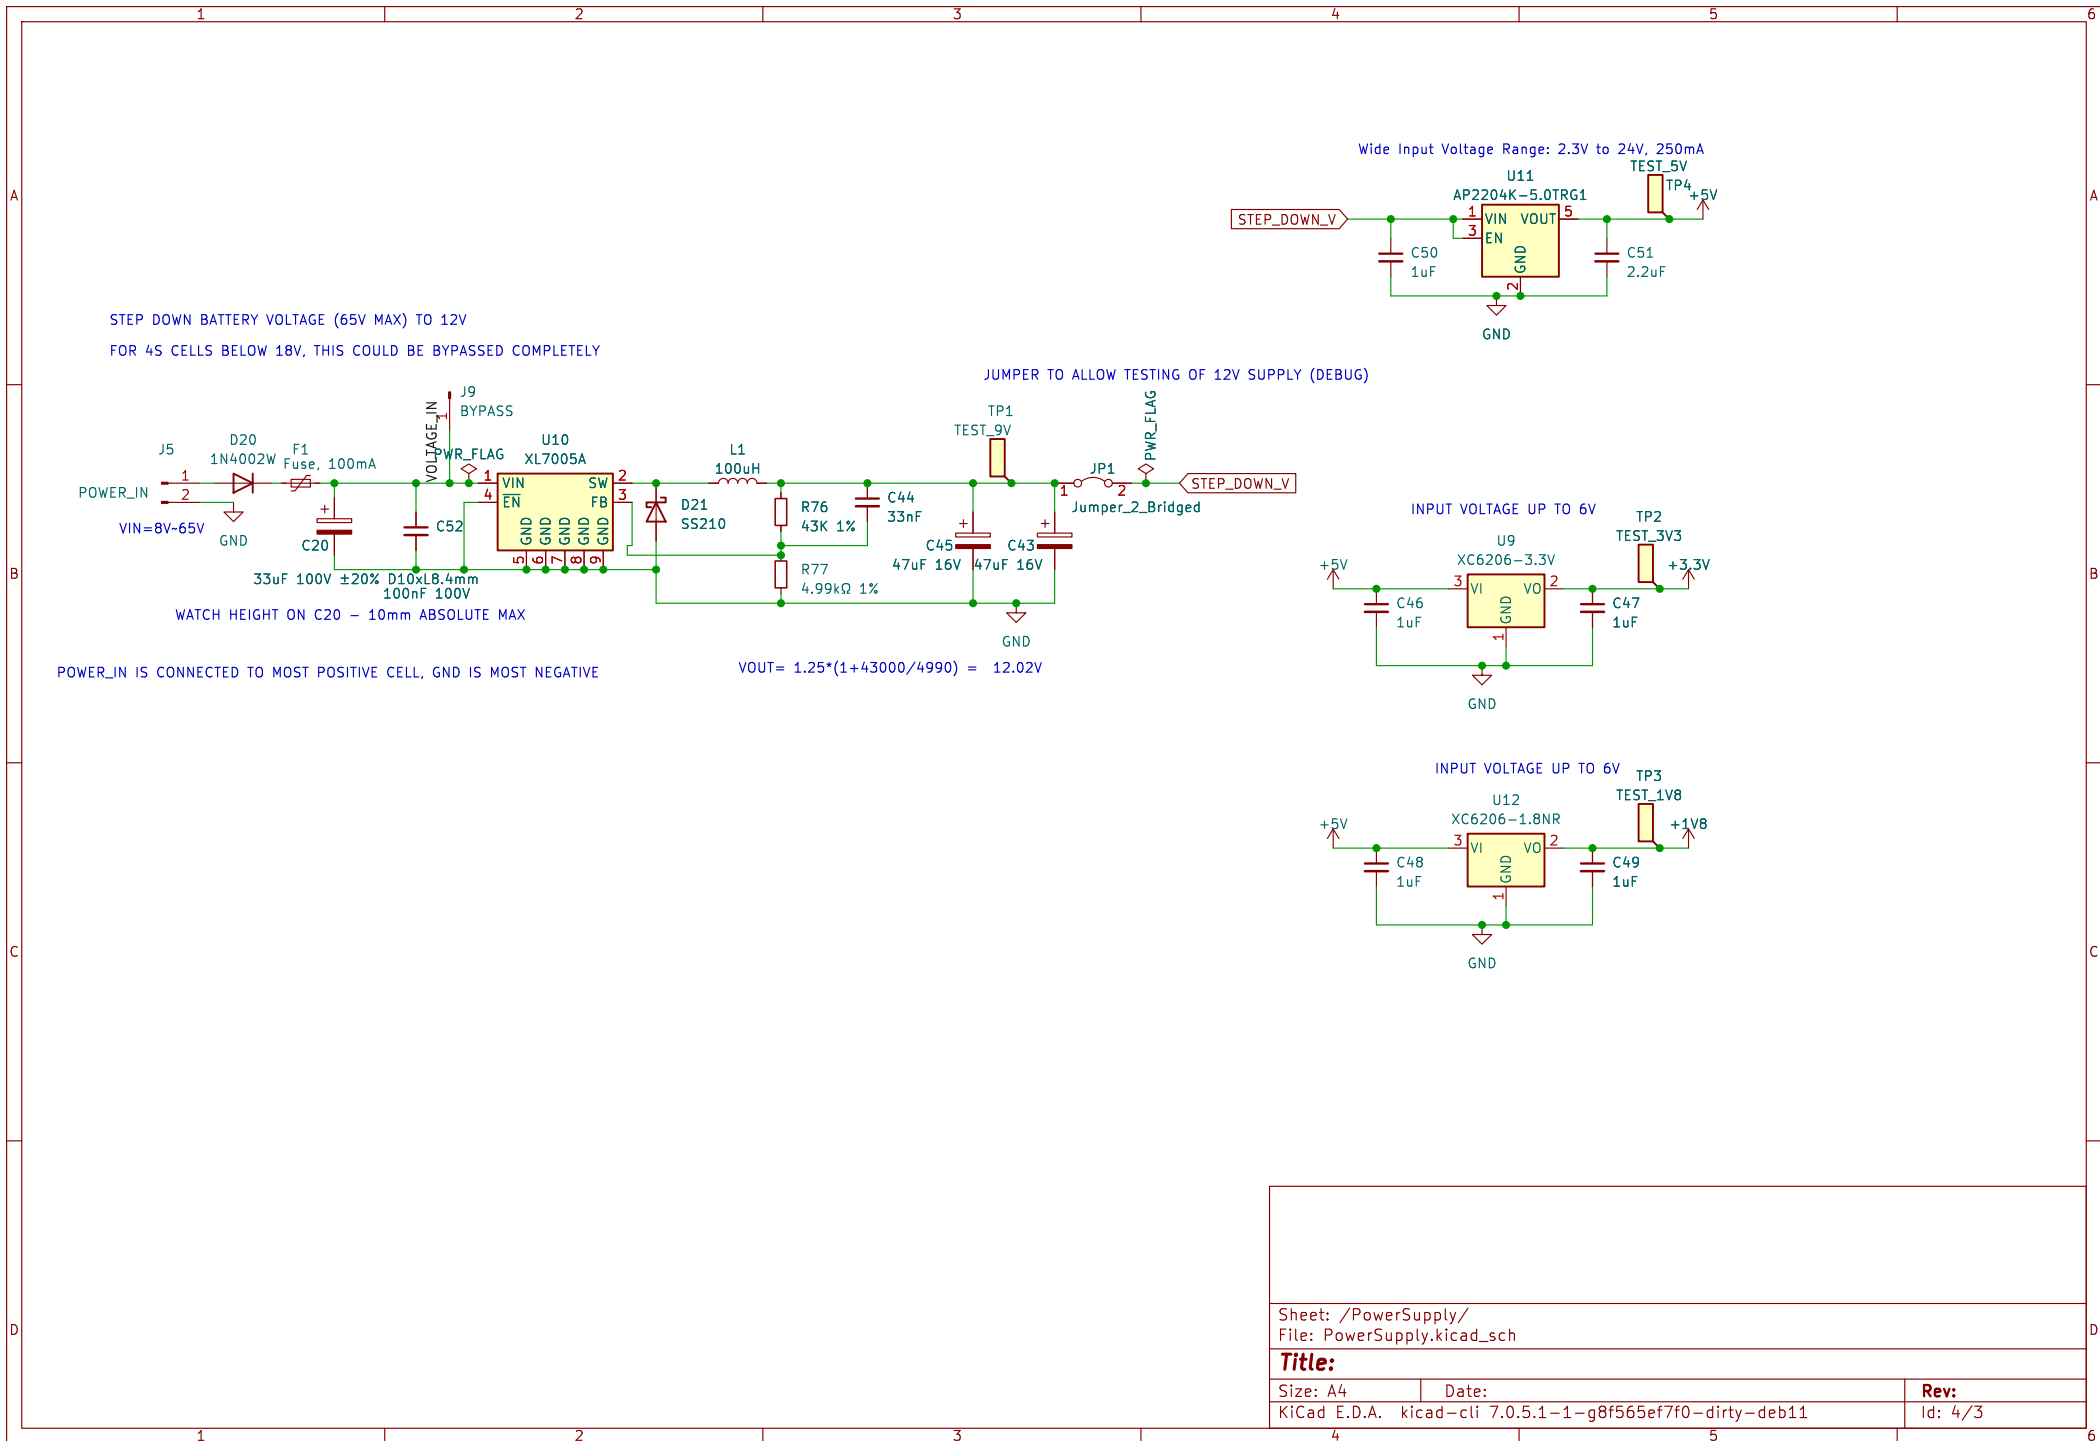 1 2 3 4 5 6
A A
B B
C C
D D
1 2 3 4 5 6
Wide Input Voltage Range: 2.3V to 24V, 250mA
TEST_5V
TP4
+5V
U11
AP2204K-5.0TRG1
STEP_DOWN_V
1 VIN VOUT 5
3 EN
GND
2
C50
1uF
C51
2.2uF
GND
STEP DOWN BATTERY VOLTAGE (65V MAX) TO 12V
FOR 4S CELLS BELOW 18V, THIS COULD BE BYPASSED COMPLETELY
JUMPER TO ALLOW TESTING OF 12V SUPPLY (DEBUG)
J9
BYPASS
1
VOLTAGE_IN
PWR_FLAG
J5
POWER_IN
1
2
VIN=8V~65V
D20
1N4002W
GND
F1
Fuse, 100mA
C20
33uF 100V ±20% D10xL8.4mm
C52
100nF 100V
WATCH HEIGHT ON C20 - 10mm ABSOLUTE MAX
POWER_IN IS CONNECTED TO MOST POSITIVE CELL, GND IS MOST NEGATIVE
U10
XL7005A
1 VIN SW 2
4 EN FB 3
GND GND GND GND GND
5 6 7 8 9
D21
SS210
L1
100uH
R76
43K 1%
R77
4.99kΩ 1%
C44
33nF
C45
47uF 16V
C43
47uF 16V
GND
TP1
TEST_9V
JP1
1 2
Jumper_2_Bridged
PWR_FLAG
STEP_DOWN_V
VOUT= 1.25*(1+43000/4990) =  12.02V
INPUT VOLTAGE UP TO 6V
TP2
TEST_3V3
U9
XC6206-3.3V
+5V
+3.3V
3 VI VO 2
GND
1
C46
1uF
C47
1uF
GND
INPUT VOLTAGE UP TO 6V
TP3
TEST_1V8
U12
XC6206-1.8NR
+5V
+1V8
3 VI VO 2
GND
1
C48
1uF
C49
1uF
GND
Sheet: /PowerSupply/
File: PowerSupply.kicad_sch
Title:
Size: A4 Date: Rev:
KiCad E.D.A.  kicad-cli 7.0.5.1-1-g8f565ef7f0-dirty-deb11 Id: 4/3